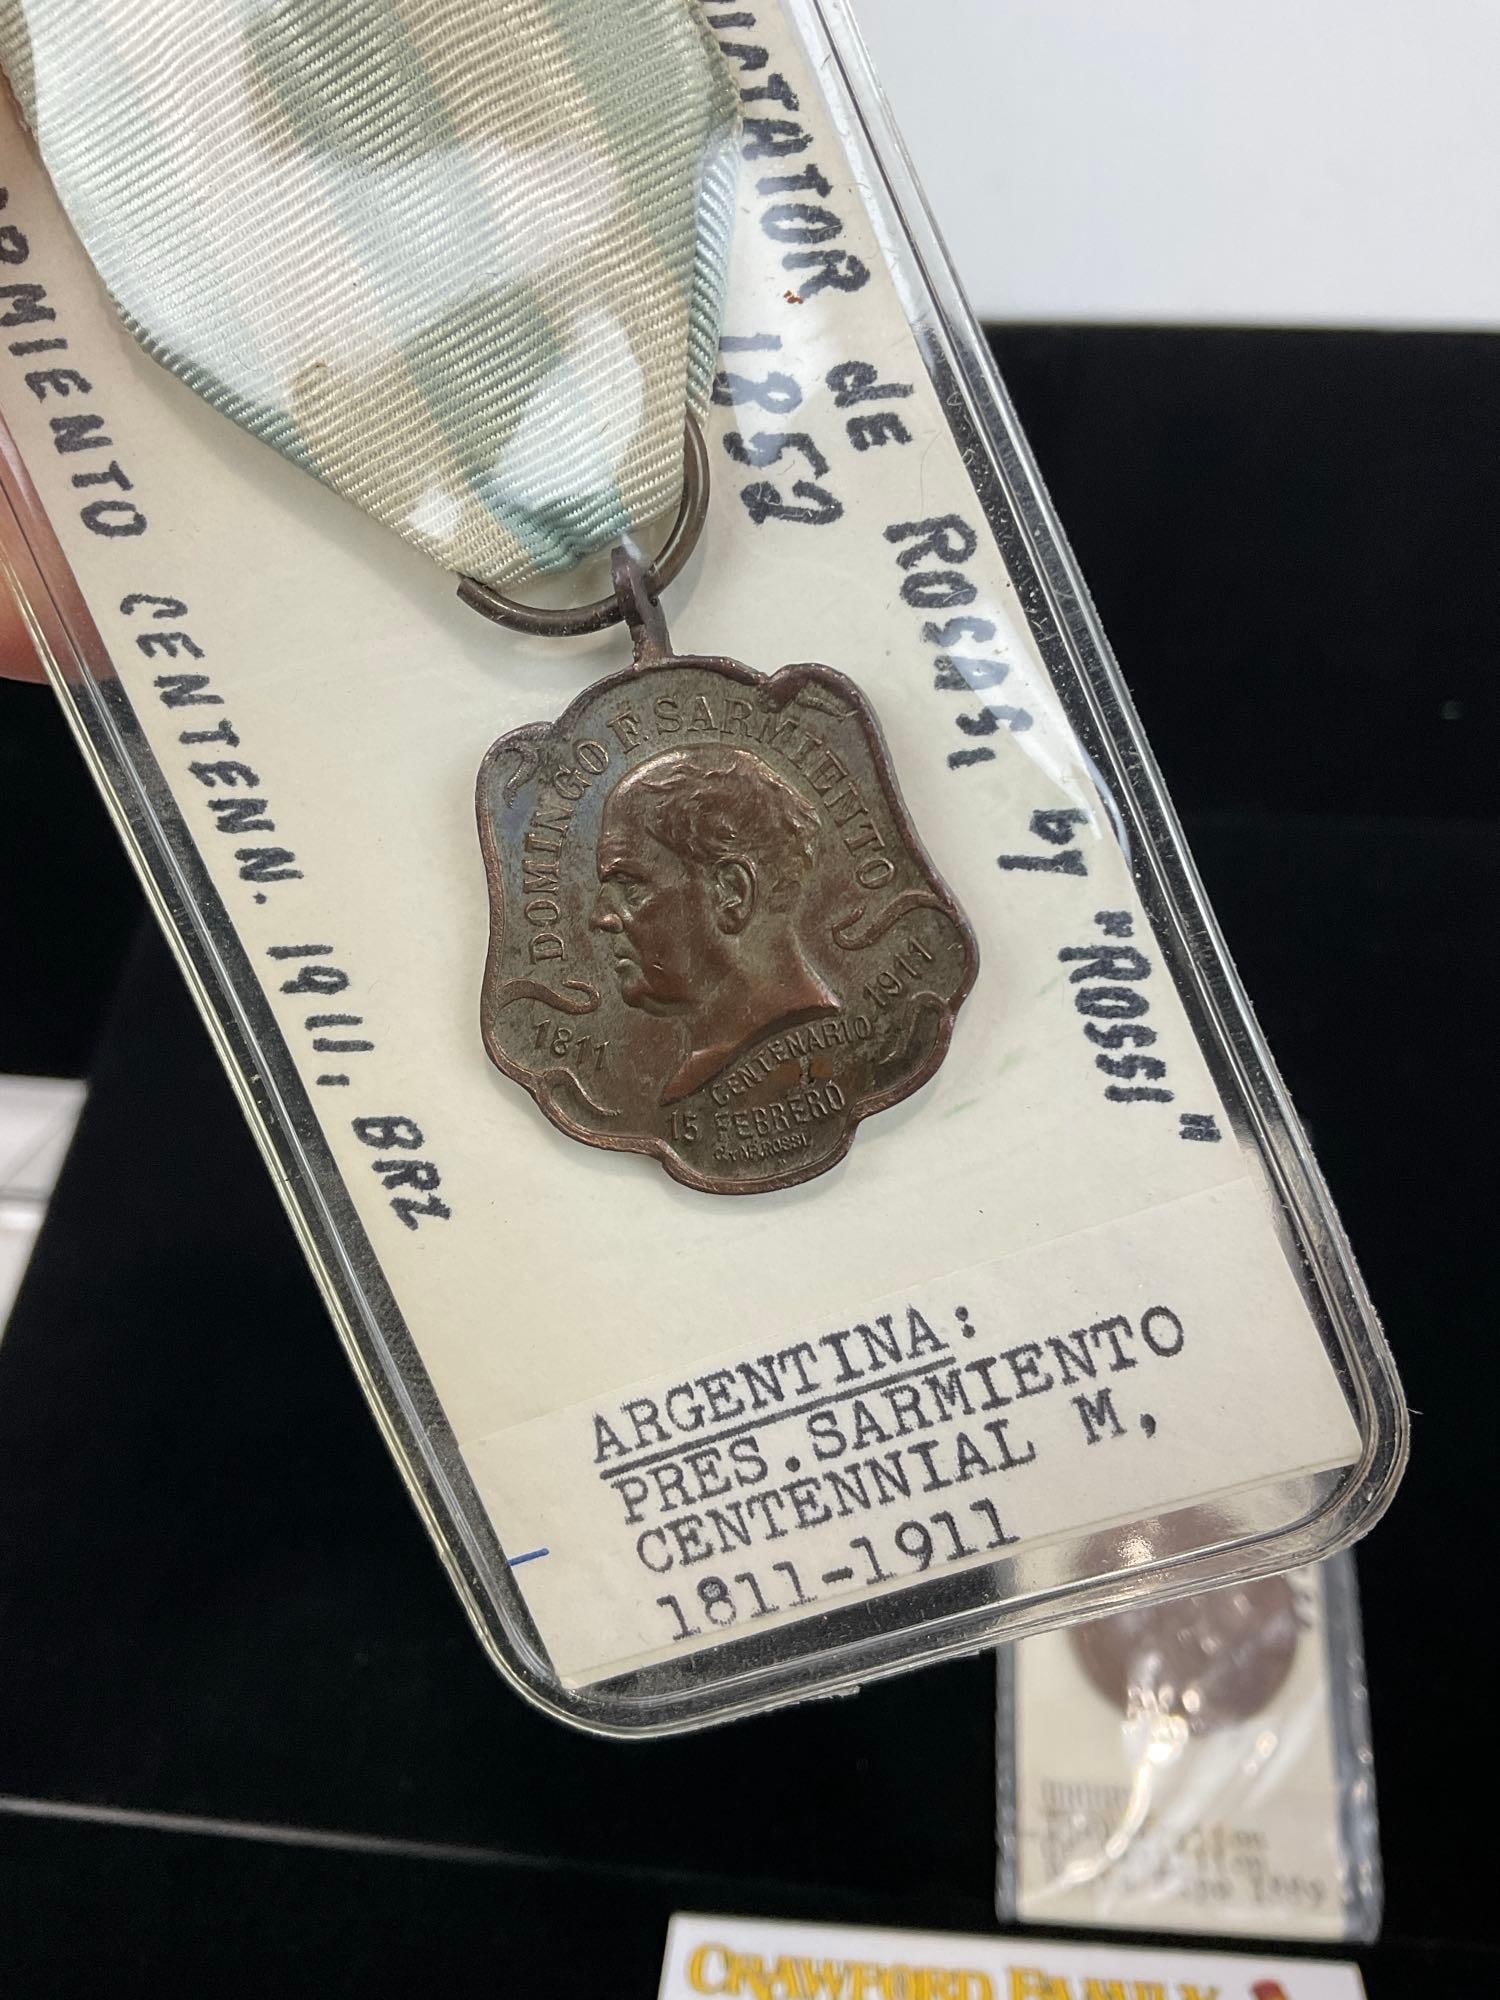 DICTATOR de ROSAS, by "ROSSI"
1852
SARMIENTO CENTENN. 1911, BRZ
DOMINGO F. SARMIENTO
1811
1911
CENTENARIO
15 FEBRERO
ROSSI
ARGENTINA:
PRES.SARMIENTO
CENTENNIAL M,
1811-1911
CRAWFORD FAMILY